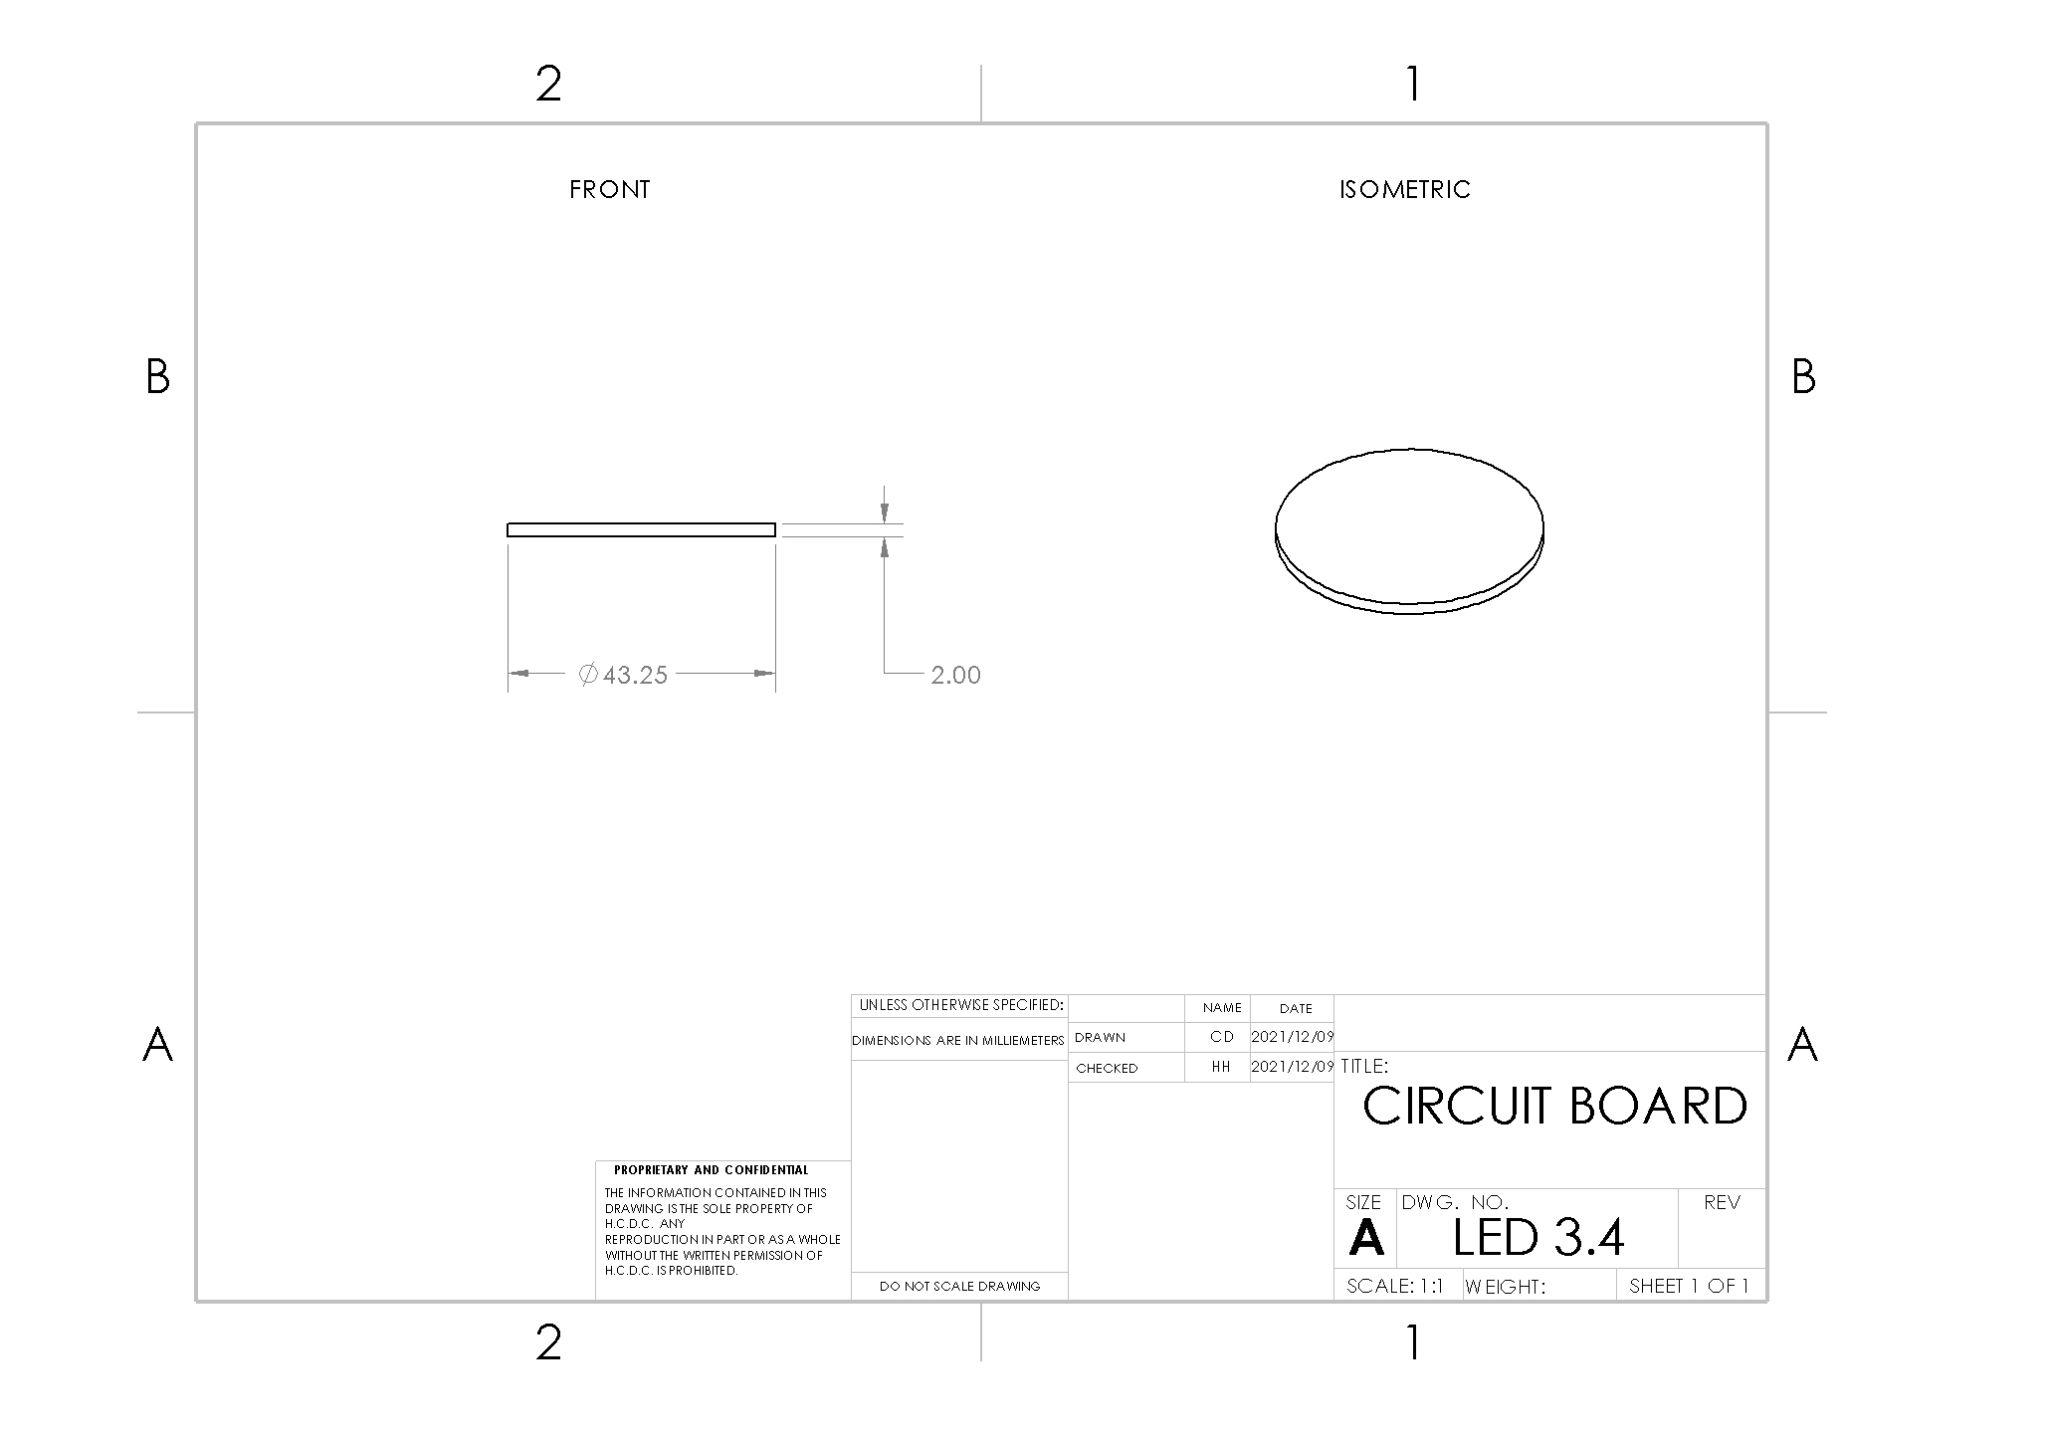 2 1
FRONT ISOMETRIC
B B
⌀43.25 2.00
A A
UNLESS OTHERWISE SPECIFIED:
DIMENSIONS ARE IN MILLIEMETERS
DO NOT SCALE DRAWING
NAME DATE
DRAWN CD 2021/12/09
CHECKED HH 2021/12/09
TITLE:
CIRCUIT BOARD
SIZE DWG. NO. REV
A LED 3.4
SCALE: 1:1 WEIGHT: SHEET 1 OF 1
PROPRIETARY AND CONFIDENTIAL
THE INFORMATION CONTAINED IN THIS
DRAWING IS THE SOLE PROPERTY OF
H.C.D.C. ANY
REPRODUCTION IN PART OR AS A WHOLE
WITHOUT THE WRITTEN PERMISSION OF
H.C.D.C. IS PROHIBITED.
2 1